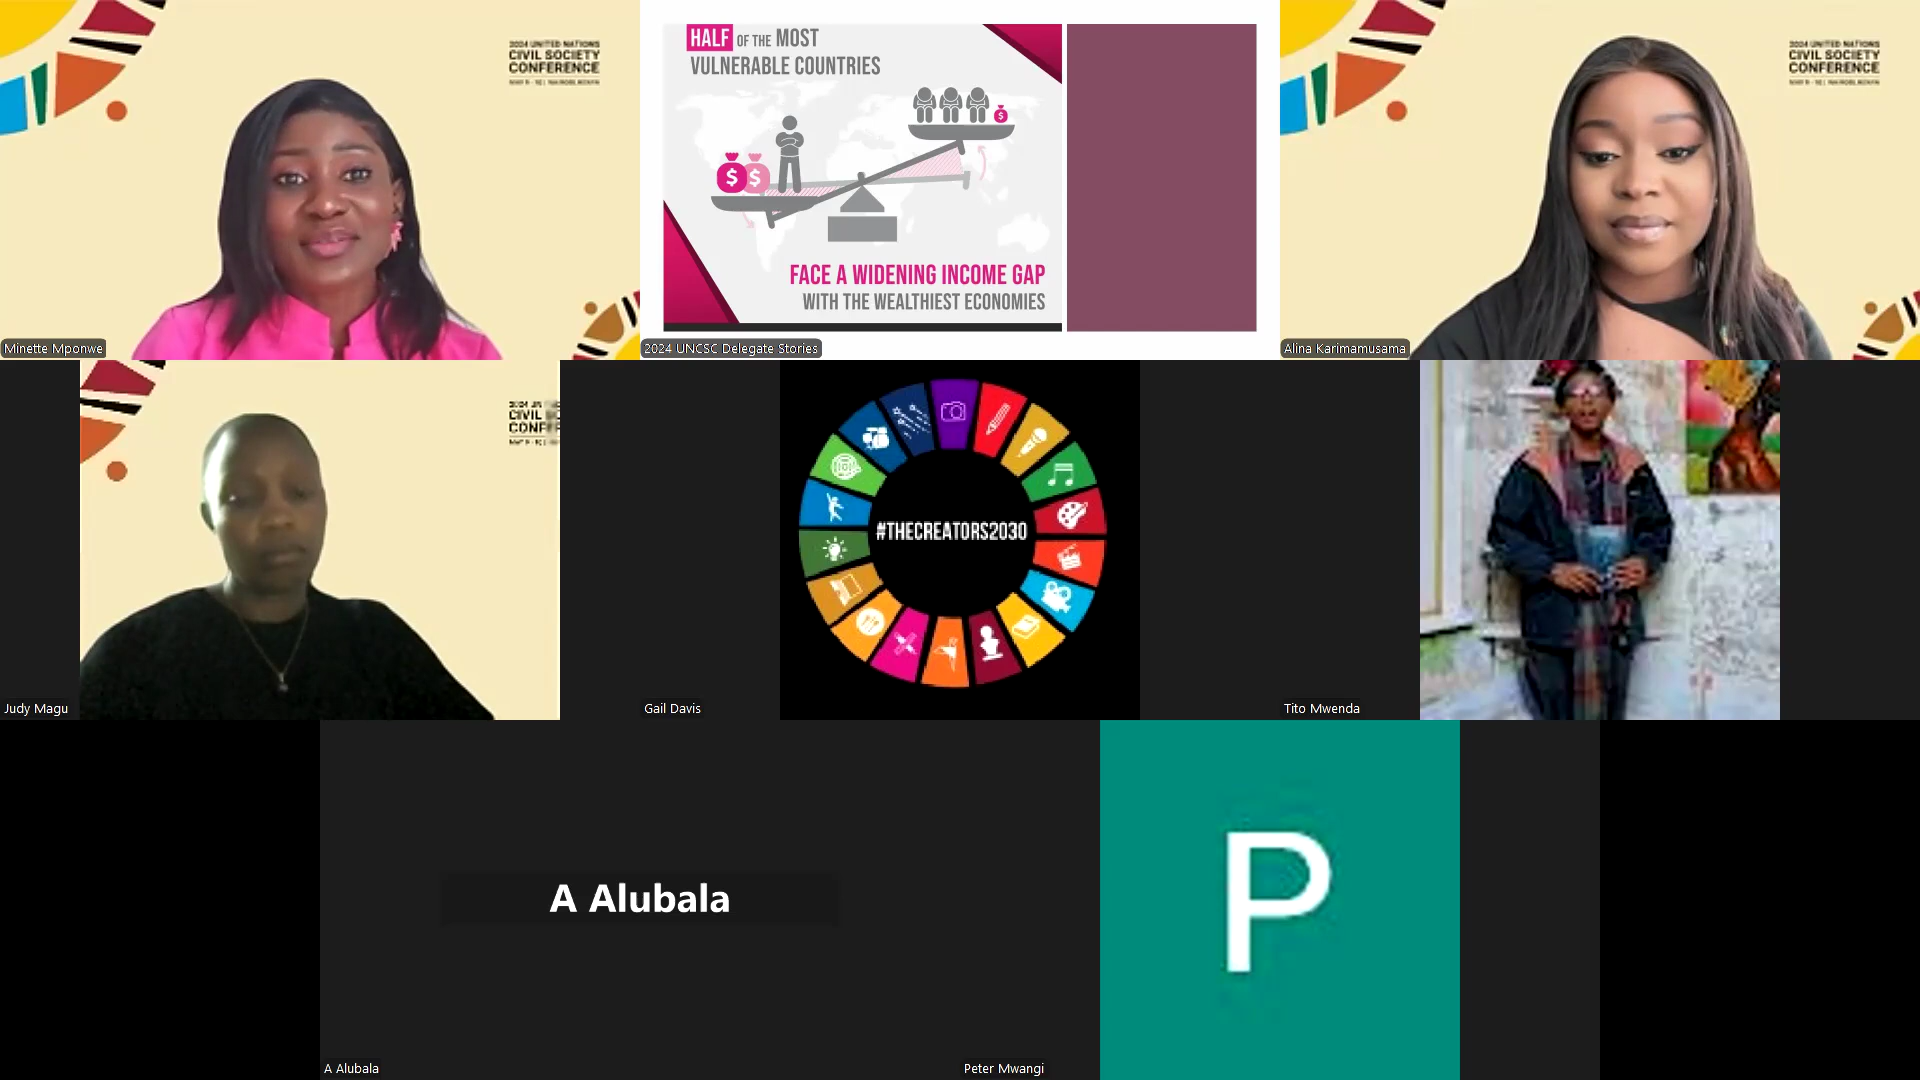 2024 UNITED NATIONS
CIVIL SOCIETY
CONFERENCE
Minette Mponwe
HALF OF THE MOST
VULNERABLE COUNTRIES
$ $
$
FACE A WIDENING INCOME GAP
WITH THE WEALTHIEST ECONOMIES
2024 UNCSC Delegate Stories
2024 UNITED NATIONS
CIVIL SOCIETY
CONFERENCE
Alina Karimamusama
CIVIL
Judy Magu
#THECREATORS2030
Gail Davis
Tito Mwenda
A Alubala
A Alubala
P
Peter Mwangi